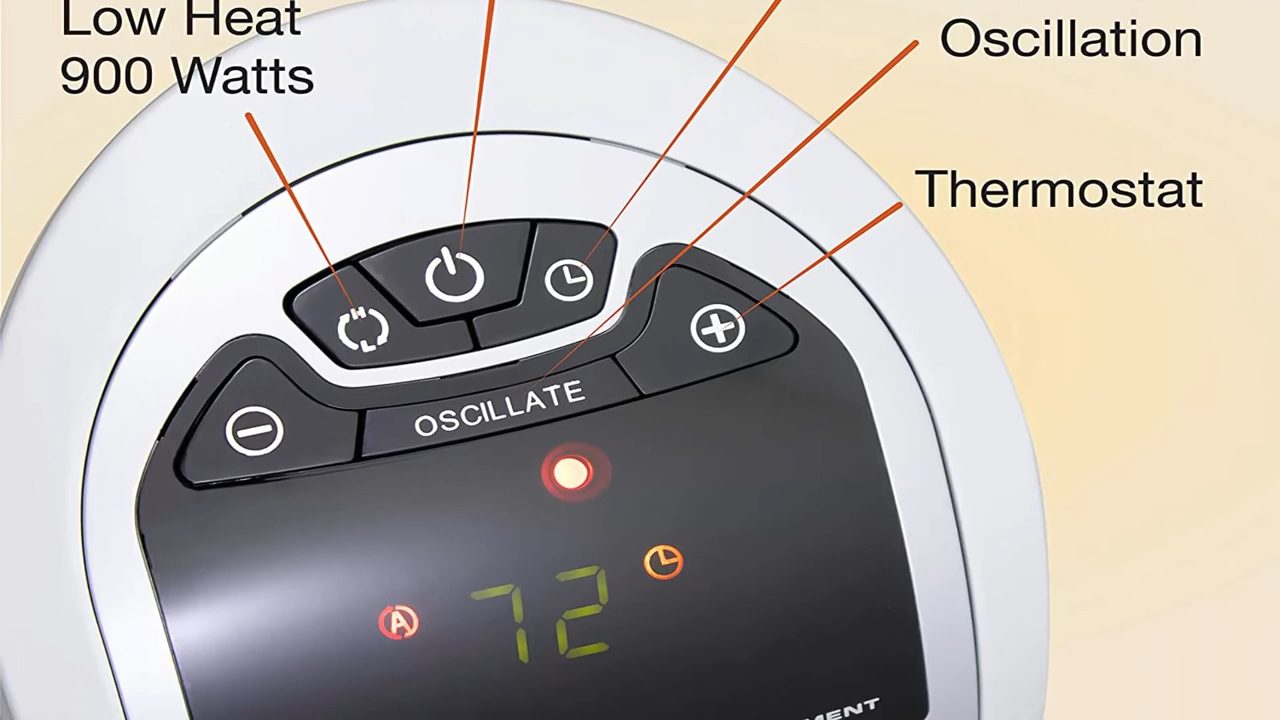 Low Heat
900 Watts
Oscillation
Thermostat
H
L
OSCILLATE
A
72